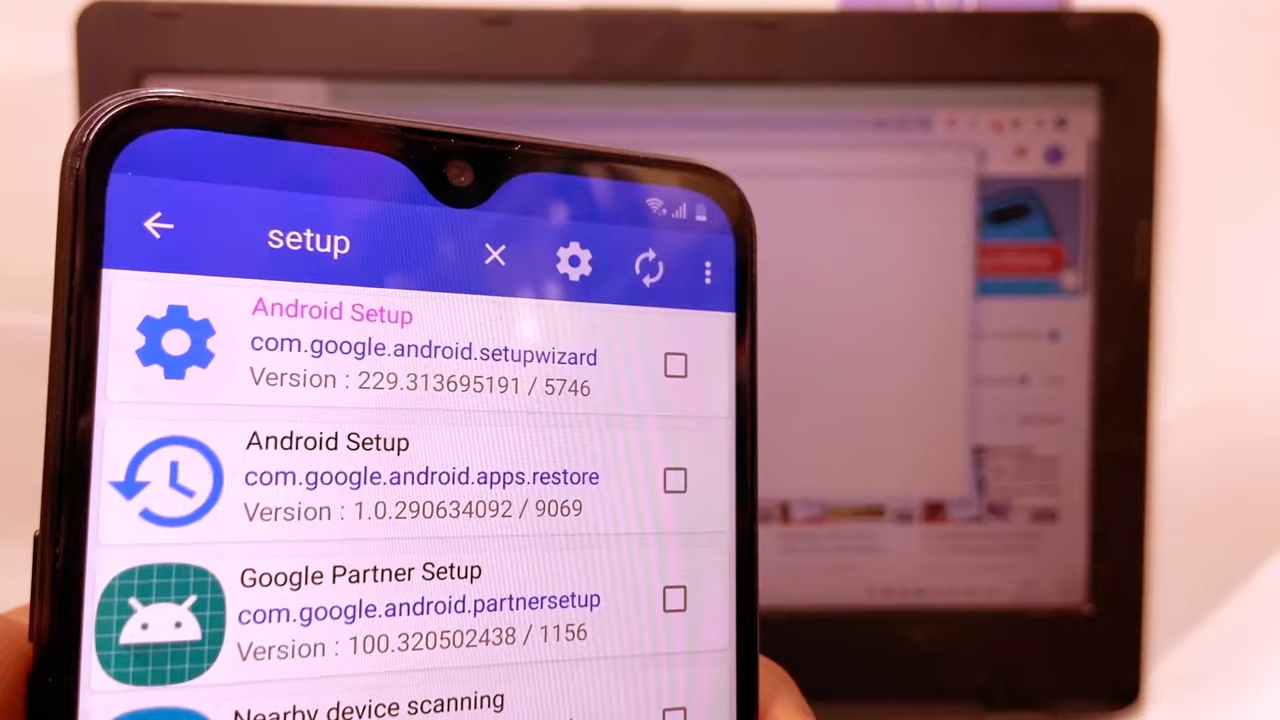 setup
Android Setup
com.google.android.setupwizard
Version : 229.313695191 / 5746
Android Setup
com.google.android.apps.restore
Version : 1.0.290634092 / 9069
Google Partner Setup
com.google.android.partnersetup
Version : 100.320502438 / 1156
Nearby device scanning